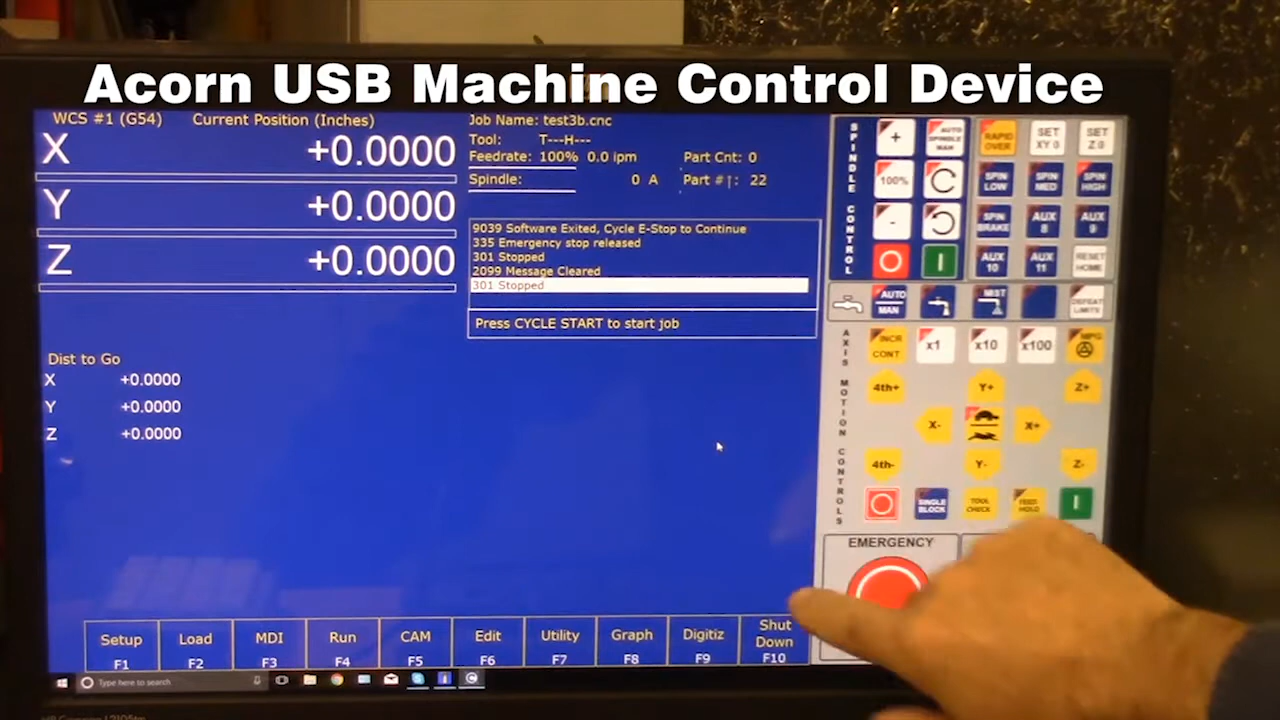 Acorn USB Machine Control Device
WCS #1 (G54) Current Position (Inches)
X +0.0000
Y +0.0000
Z +0.0000
Job Name: test3b.cnc
Tool: T---H---
Feedrate: 100% 0.0 ipm Part Cnt: 0
Spindle: 0 A Part #: 22
9039 Software Exited, Cycle E-Stop to Continue
335 Emergency stop released
301 Stopped
2099 Message Cleared
301 Stopped
Press CYCLE START to start job
Dist to Go
X +0.0000
Y +0.0000
Z +0.0000
SPINDLE CONTROL
+ AUTO SPINDLE MAN RAPID OVER SET XY 0 SET Z 0
100% SPIN LOW SPIN MED SPIN HIGH
- SPIN BRAKE AUX 8 AUX 9
AUX 10 AUX 11 RESET HOME
AUTO MAN MIST DEFEAT LIMITS
AXIS MOTION CONTROLS
INCR CONT x1 x10 x100 MPG
4th+ Y+ Z+
X- X+
4th- Y- Z-
SINGLE BLOCK TOOL CHECK FEED HOLD
EMERGENCY
Setup Load MDI Run CAM Edit Utility Graph Digitiz Shut Down
F1 F2 F3 F4 F5 F6 F7 F8 F9 F10
Type here to search